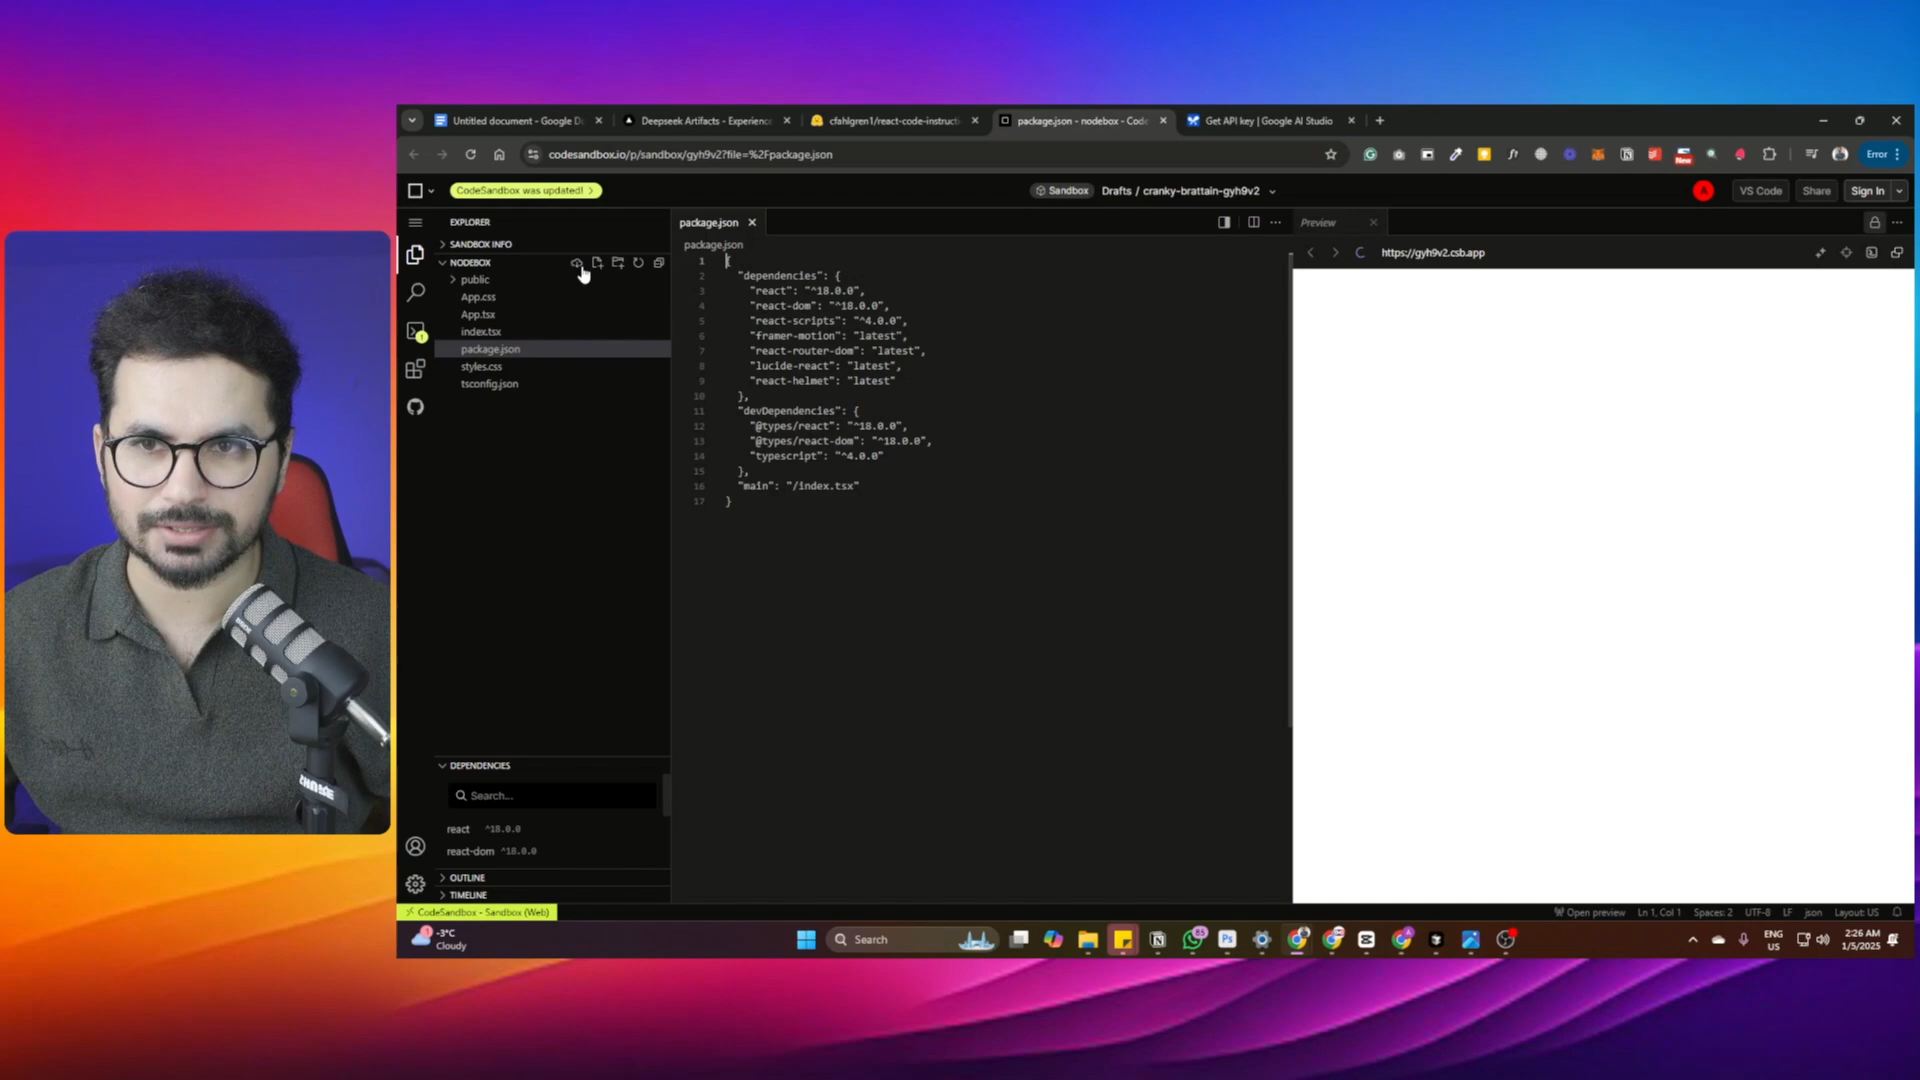 Untitled document - Google D
Deepseek Artifacts - Experienc
cfahlgren1/react-code-instruct
package.json - nodebox - Code
Get API key | Google AI Studio
codesandbox.io/p/sandbox/gyh9v2?file=%2Fpackage.json
New
Error
CodeSandbox was updated!
Sandbox
Drafts / cranky-brattain-gyh9v2
A
VS Code
Share
Sign In
EXPLORER
SANDBOX INFO
NODEBOX
public
App.css
App.tsx
index.tsx
package.json
styles.css
tsconfig.json
1
DEPENDENCIES
Search...
react ^18.0.0
react-dom ^18.0.0
OUTLINE
TIMELINE
package.json
package.json
1 {
2 "dependencies": {
3 "react": "^18.0.0",
4 "react-dom": "^18.0.0",
5 "react-scripts": "^4.0.0",
6 "framer-motion": "latest",
7 "react-router-dom": "latest",
8 "lucide-react": "latest",
9 "react-helmet": "latest"
10 },
11 "devDependencies": {
12 "@types/react": "^18.0.0",
13 "@types/react-dom": "^18.0.0",
14 "typescript": "^4.0.0"
15 },
16 "main": "/index.tsx"
17 }
Preview
https://gyh9v2.csb.app
CodeSandbox - Sandbox (Web)
Open preview
Ln 1, Col 1
Spaces: 2
UTF-8
LF
json
Layout: US
1
-3°C
Cloudy
Search
85
Ps
ENG
US
2:26 AM
1/5/2025